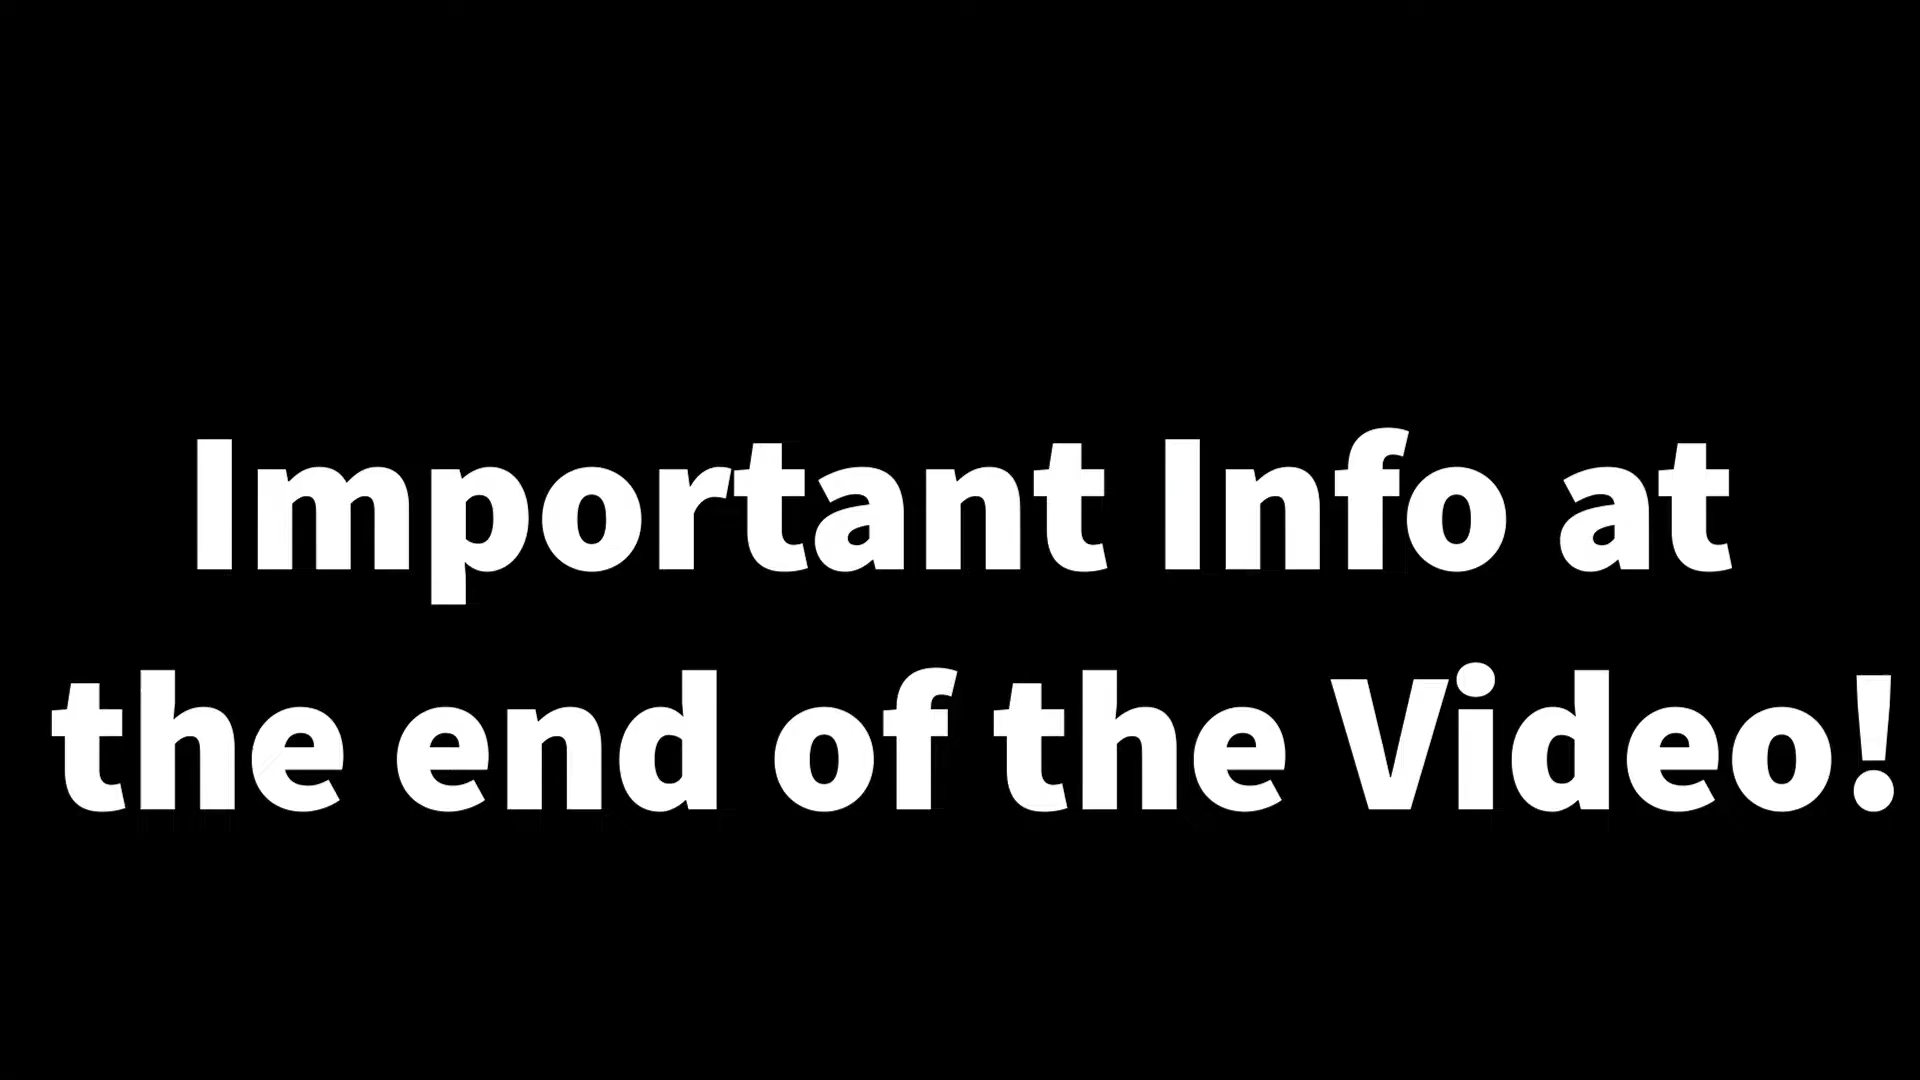 Important Info at
the end of the Video!